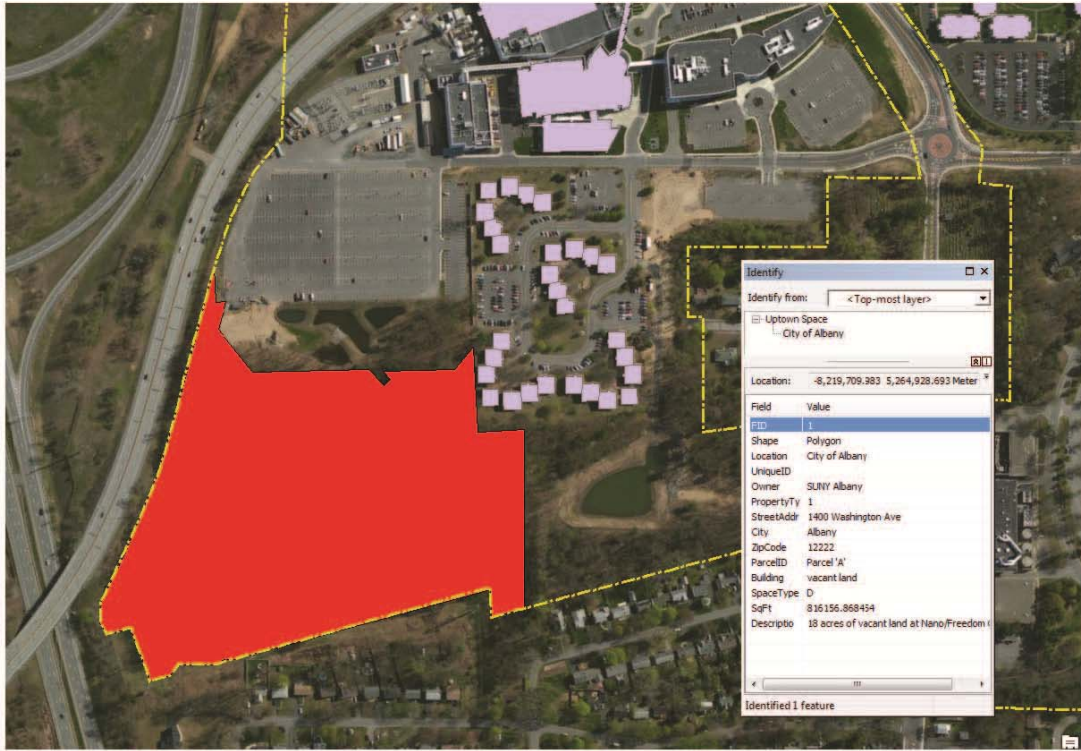 Identify
Identify from: <Top-most layer>
Uptown Space
City of Albany
Location: -8,219,709.983 5,264,928.693 Meter
Field Value
FID 1
Shape Polygon
Location City of Albany
UniqueID
Owner SUNY Albany
PropertyTy 1
StreetAddr 1400 Washington Ave
City Albany
ZipCode 12222
ParcelID Parcel 'A'
Building vacant land
SpaceType D
SqFt 816156.868454
Descriptio 18 acres of vacant land at Nano/Freedom
Identified 1 feature